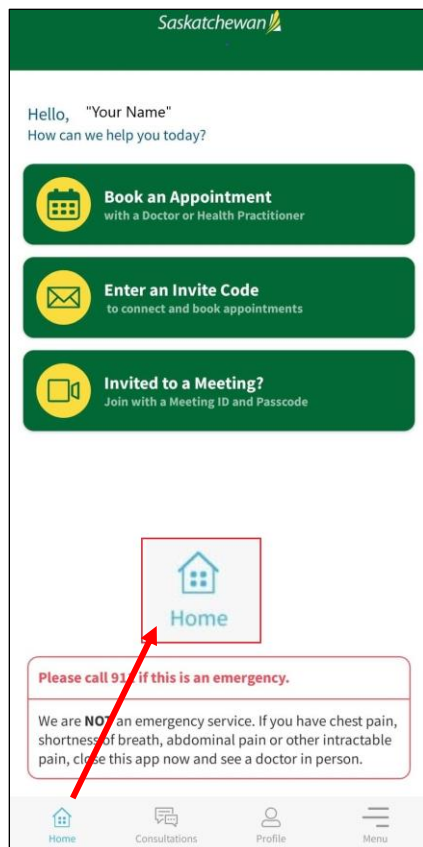 Saskatchewan
Hello, "Your Name"
How can we help you today?
Book an Appointment
with a Doctor or Health Practitioner
Enter an Invite Code
to connect and book appointments
Invited to a Meeting?
Join with a Meeting ID and Passcode
Home
Please call 911 if this is an emergency.
We are NOT an emergency service. If you have chest pain,
shortness of breath, abdominal pain or other intractable
pain, close this app now and see a doctor in person.
Home Consultations Profile Menu